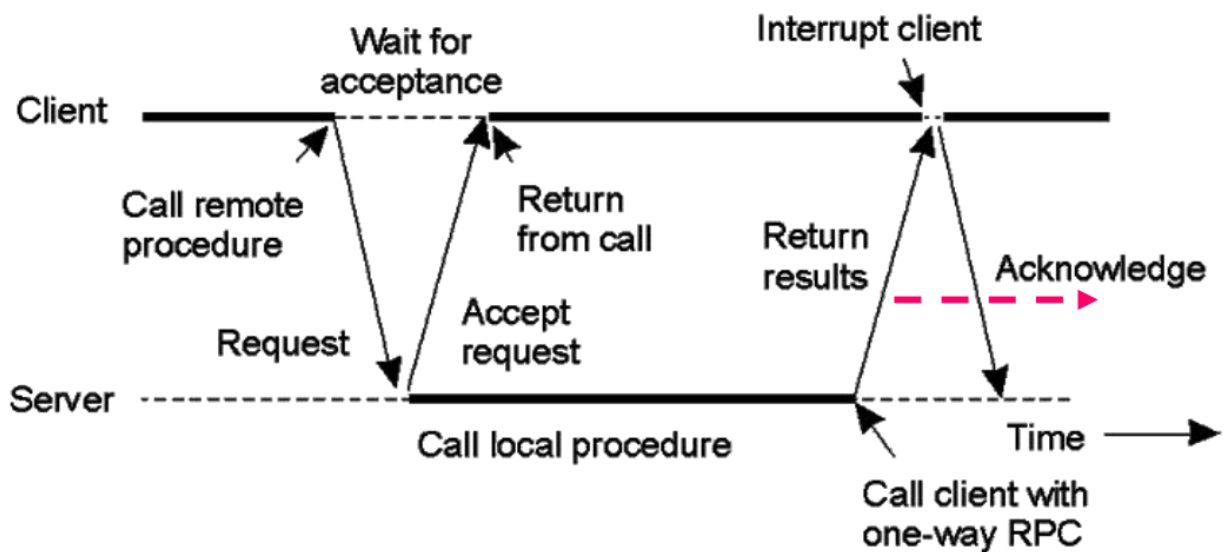 Wait for
acceptance
Interrupt client
Client
Call remote
procedure
Return
from call
Return
results
Acknowledge
Request
Accept
request
Server
Call local procedure
Time
Call client with
one-way RPC